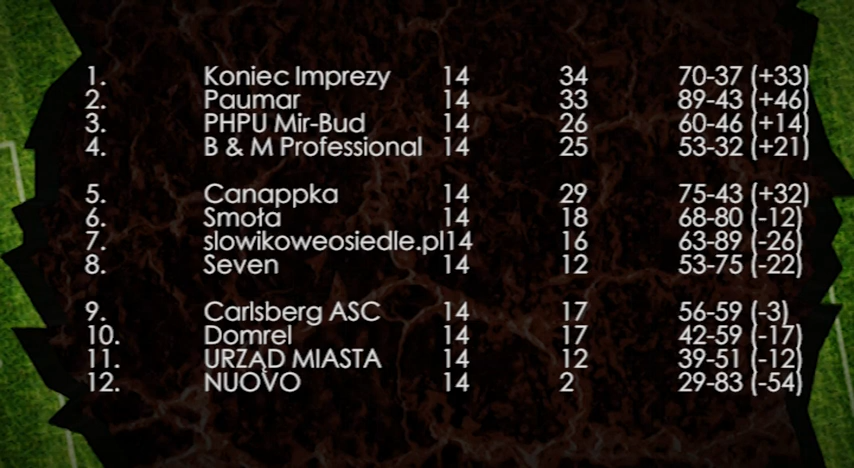 1. Koniec Imprezy 14 34 70-37 (+33)
2. Paumar 14 33 89-43 (+46)
3. PHPU Mir-Bud 14 26 60-46 (+14)
4. B & M Professional 14 25 53-32 (+21)
5. Canappka 14 29 75-43 (+32)
6. Smoła 14 18 68-80 (-12)
7. slowikoweosiedle.pl14 16 63-89 (-26)
8. Seven 14 12 53-75 (-22)
9. Carlsberg ASC 14 17 56-59 (-3)
10. Domrel 14 17 42-59 (-17)
11. URZĄD MIASTA 14 12 39-51 (-12)
12. NUOVO 14 2 29-83 (-54)